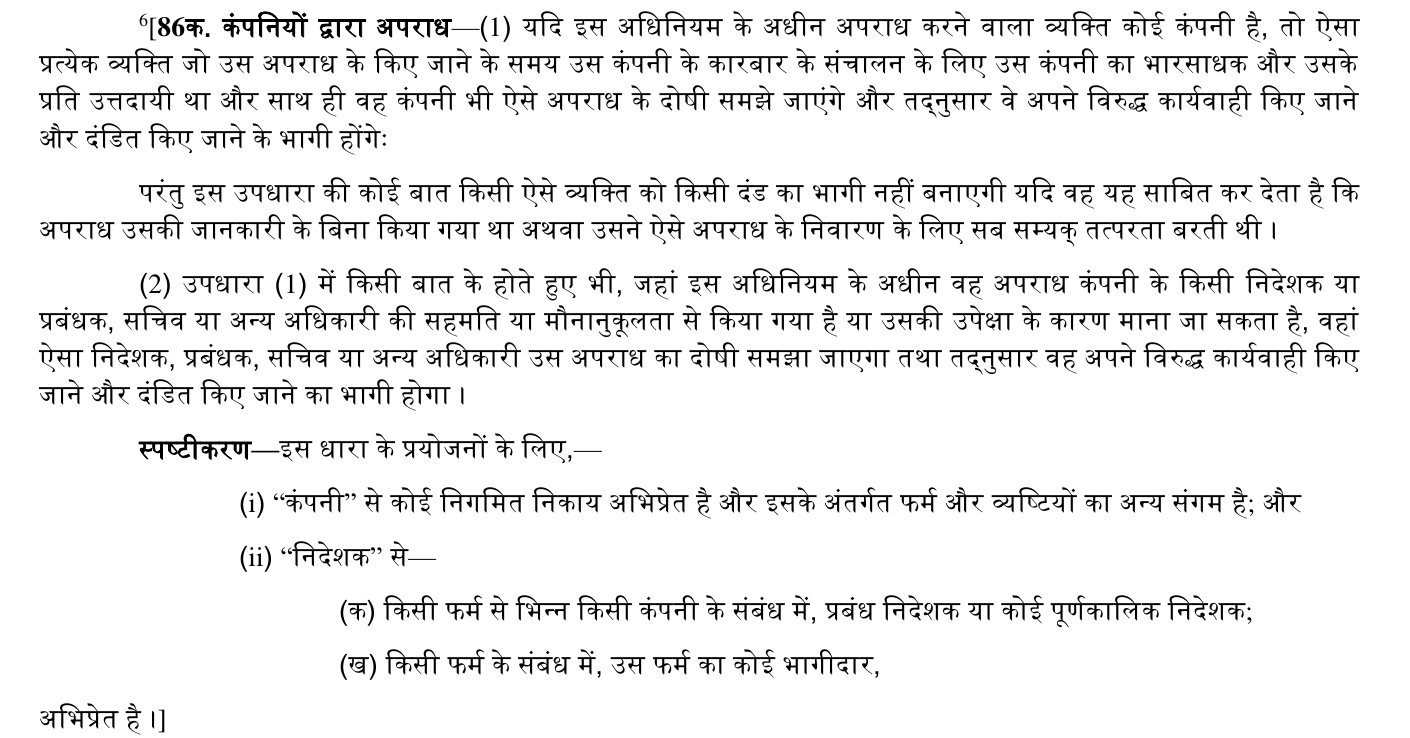 ⁶[86क. कंपनियों द्वारा अपराध—(1) यदि इस अधिनियम के अधीन अपराध करने वाला व्यक्ति कोई कंपनी है, तो ऐसा
प्रत्येक व्यक्ति जो उस अपराध के किए जाने के समय उस कंपनी के कारबार के संचालन के लिए उस कंपनी का भारसाधक और उसके
प्रति उत्तदायी था और साथ ही वह कंपनी भी ऐसे अपराध के दोषी समझे जाएंगे और तद्नुसार वे अपने विरुद्ध कार्यवाही किए जाने
और दंडित किए जाने के भागी होंगेः
परंतु इस उपधारा की कोई बात किसी ऐसे व्यक्ति को किसी दंड का भागी नहीं बनाएगी यदि वह यह साबित कर देता है कि
अपराध उसकी जानकारी के बिना किया गया था अथवा उसने ऐसे अपराध के निवारण के लिए सब सम्यक् तत्परता बरती थी ।
(2) उपधारा (1) में किसी बात के होते हुए भी, जहां इस अधिनियम के अधीन वह अपराध कंपनी के किसी निदेशक या
प्रबंधक, सचिव या अन्य अधिकारी की सहमति या मौनानुकूलता से किया गया है या उसकी उपेक्षा के कारण माना जा सकता है, वहां
ऐसा निदेशक, प्रबंधक, सचिव या अन्य अधिकारी उस अपराध का दोषी समझा जाएगा तथा तद्नुसार वह अपने विरुद्ध कार्यवाही किए
जाने और दंडित किए जाने का भागी होगा ।
स्पष्टीकरण—इस धारा के प्रयोजनों के लिए,—
(i) “कंपनी” से कोई निगमित निकाय अभिप्रेत है और इसके अंतर्गत फर्म और व्यष्टियों का अन्य संगम है; और
(ii) “निदेशक” से—
(क) किसी फर्म से भिन्न किसी कंपनी के संबंध में, प्रबंध निदेशक या कोई पूर्णकालिक निदेशक;
(ख) किसी फर्म के संबंध में, उस फर्म का कोई भागीदार,
अभिप्रेत है ।]